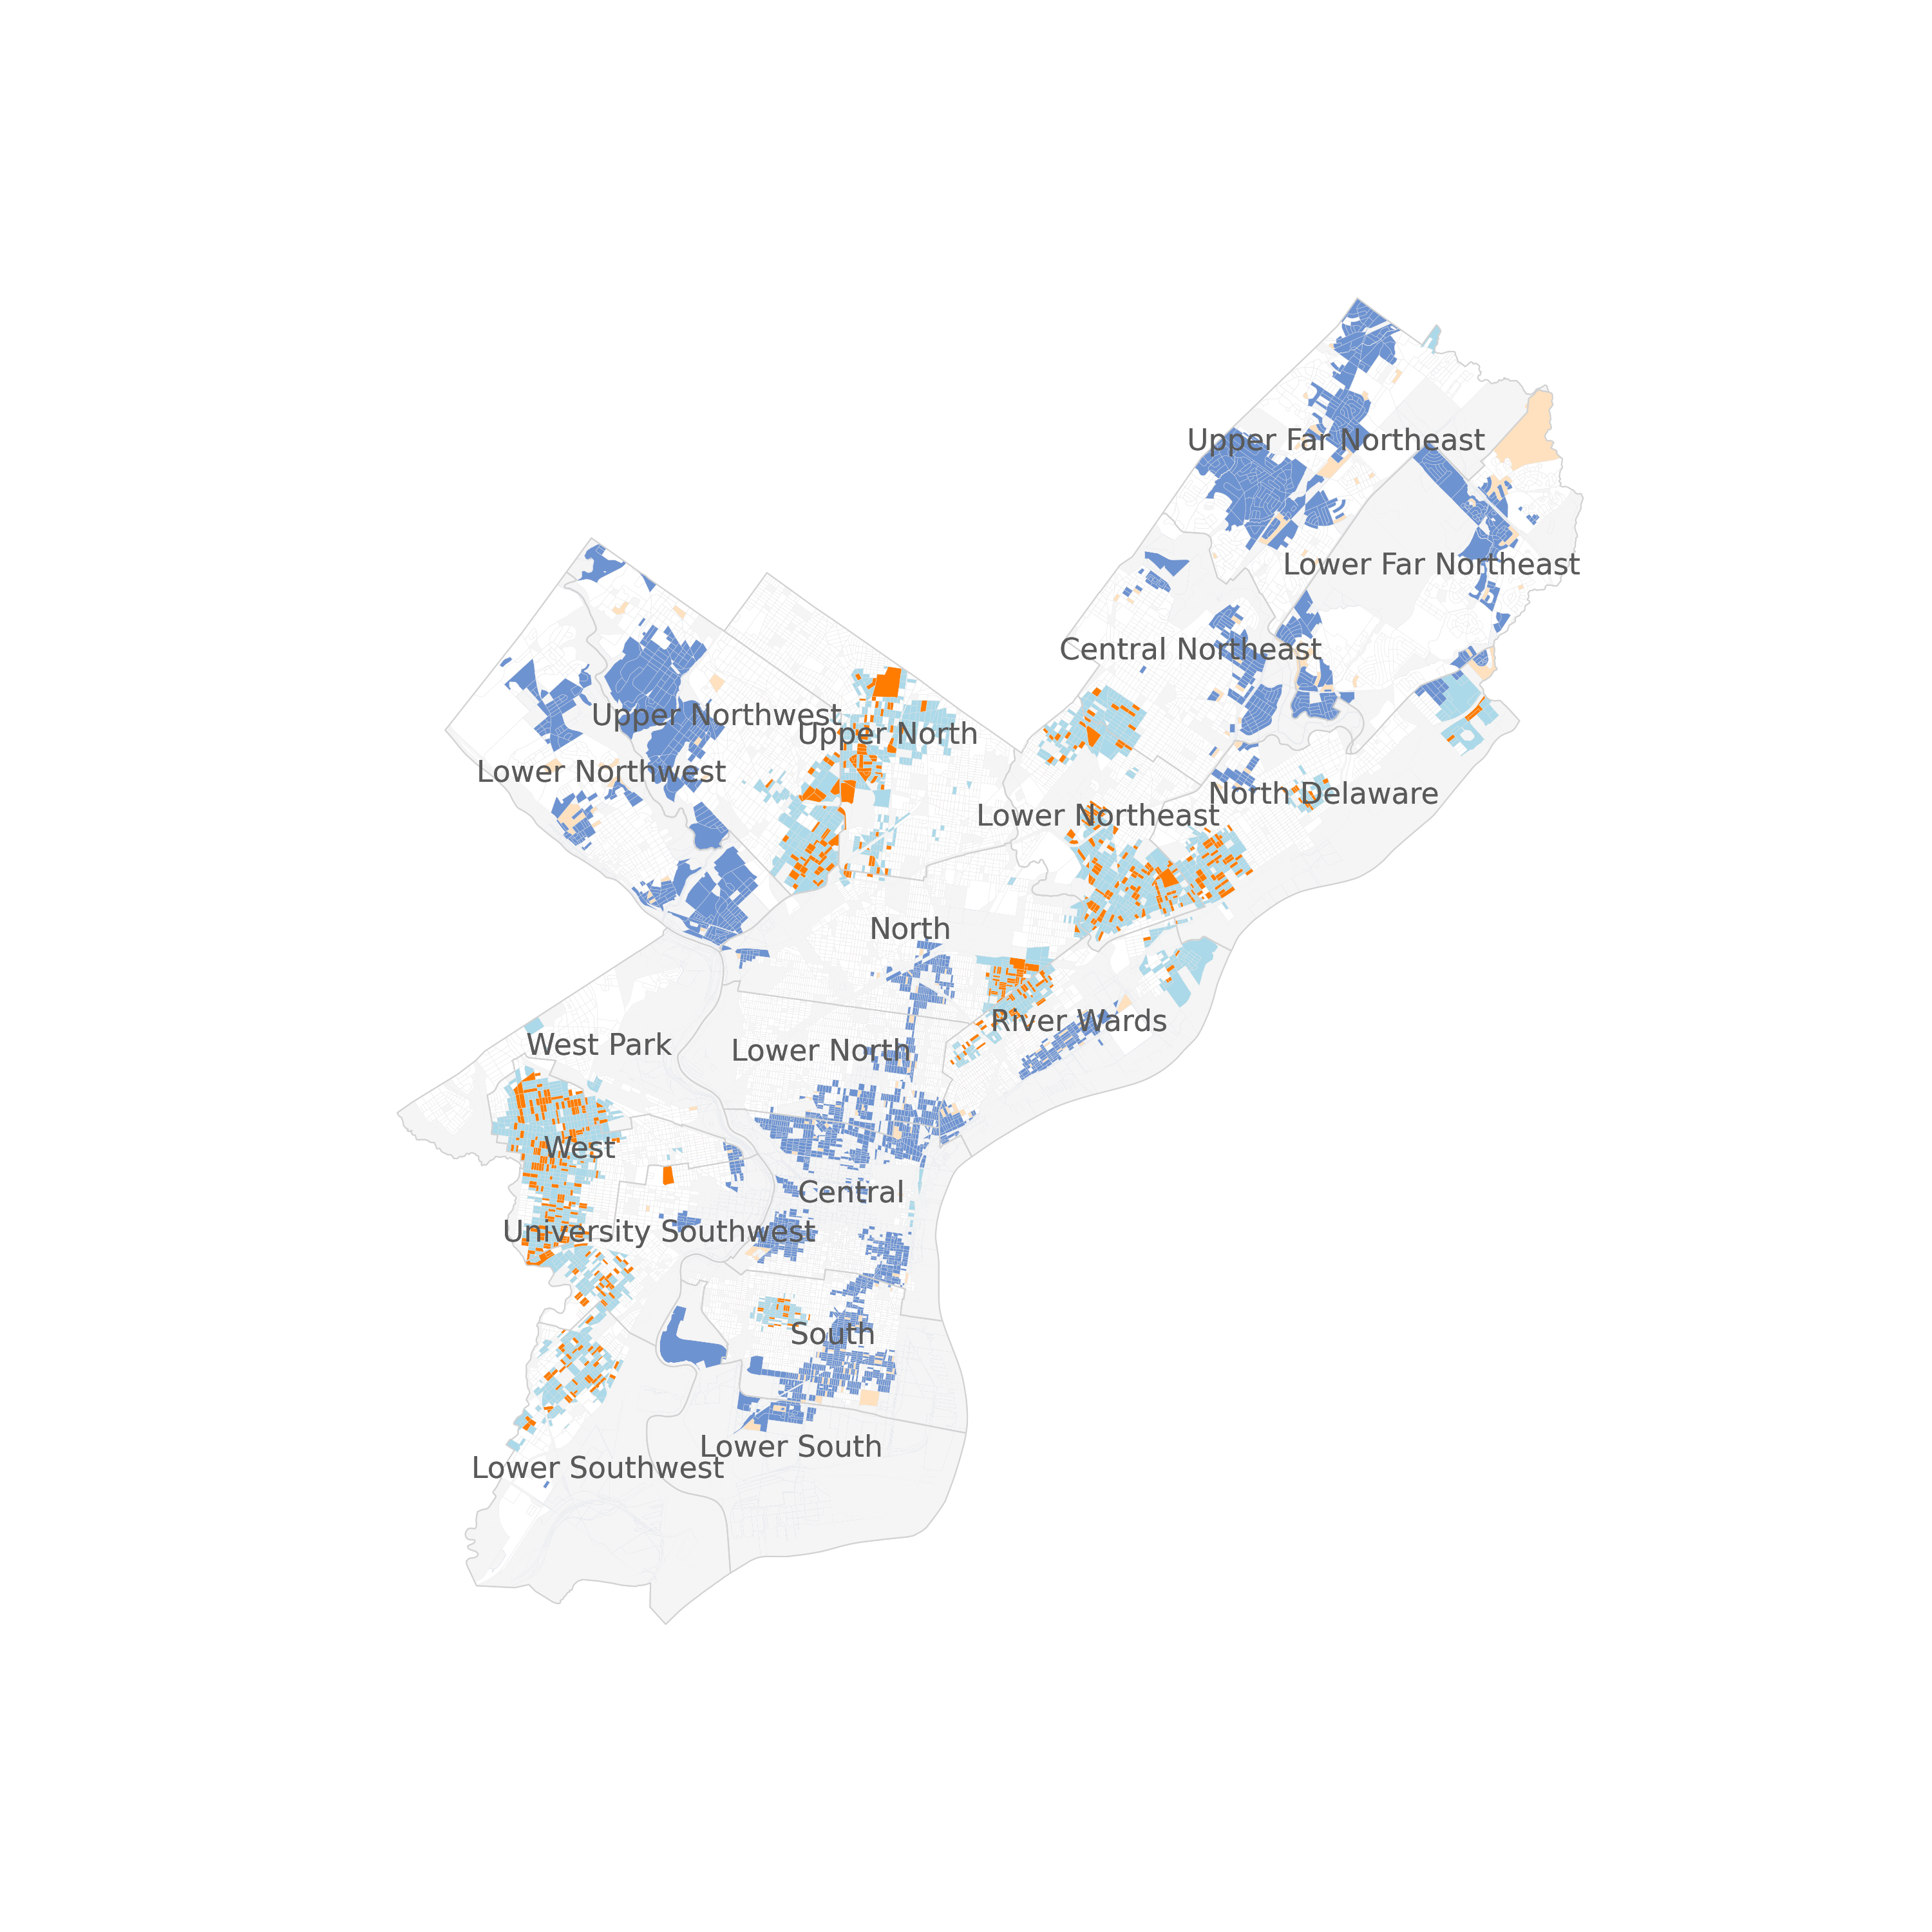 Upper Far Northeast
Lower Far Northeast
Central Northeast
Upper Northwest
Upper North
Lower Northwest
North Delaware
Lower Northeast
North
River Wards
West Park
Lower North
West
Central
University Southwest
South
Lower South
Lower Southwest